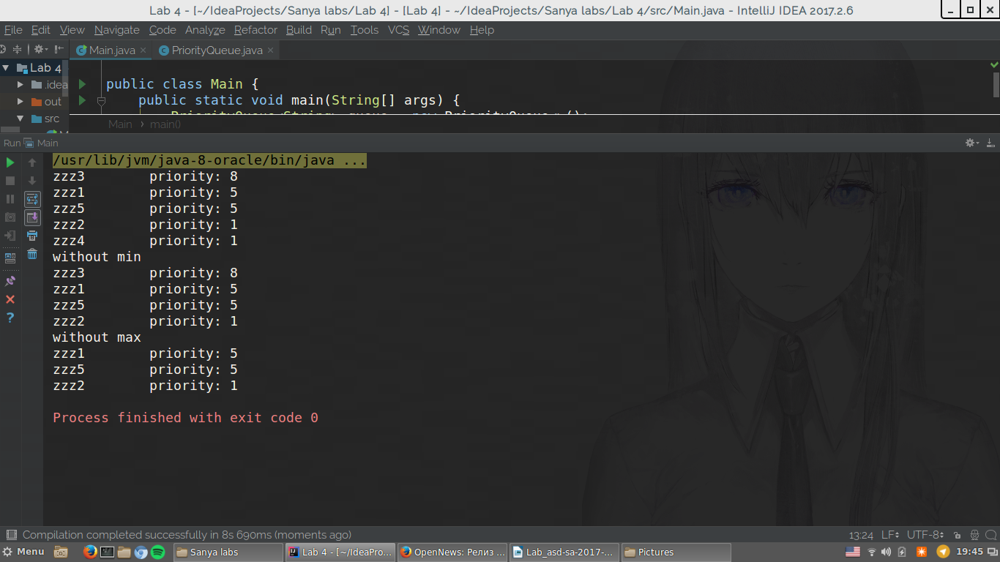 Lab 4 - [~/IdeaProjects/Sanya labs/Lab 4] - [Lab 4] - ~/IdeaProjects/Sanya labs/Lab 4/src/Main.java - IntelliJ IDEA 2017.2.6
File Edit View Navigate Code Analyze Refactor Build Run Tools VCS Window Help
Main.java PriorityQueue.java
Lab 4
.idea
out
src
public class Main {
public static void main(String[] args) {
PriorityQueue<String> queue = new PriorityQueue<>();
Main › main()
Run Main
/usr/lib/jvm/java-8-oracle/bin/java ...
zzz3 priority: 8
zzz1 priority: 5
zzz5 priority: 5
zzz2 priority: 1
zzz4 priority: 1
without min
zzz3 priority: 8
zzz1 priority: 5
zzz5 priority: 5
zzz2 priority: 1
without max
zzz1 priority: 5
zzz5 priority: 5
zzz2 priority: 1
Process finished with exit code 0
Compilation completed successfully in 8s 690ms (moments ago) 13:24 LF UTF-8
Menu Sanya labs Lab 4 - [~/IdeaPro... OpenNews: Релиз ... Lab_asd-sa-2017-... Pictures 19:45